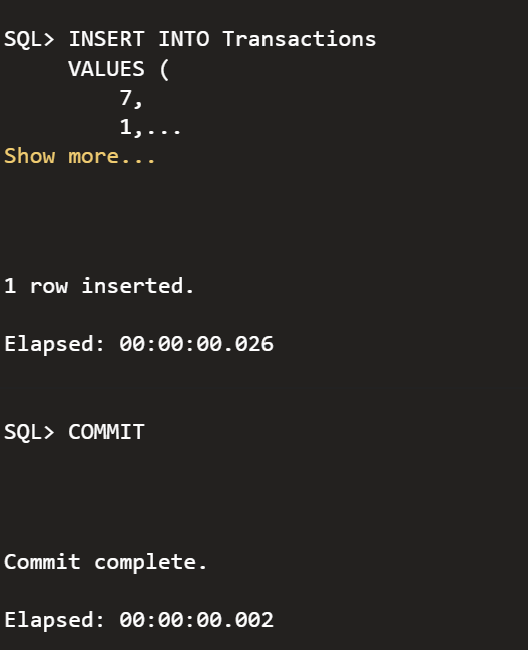 SQL> INSERT INTO Transactions
     VALUES (
         7,
         1,...
Show more...
1 row inserted.
Elapsed: 00:00:00.026
SQL> COMMIT
Commit complete.
Elapsed: 00:00:00.002